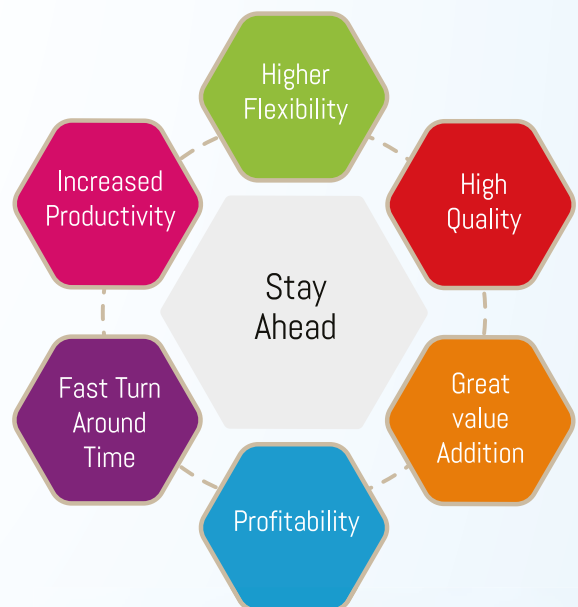 Higher
Flexibility
High
Quality
Great
value
Addition
Profitability
Fast Turn
Around
Time
Increased
Productivity
Stay
Ahead